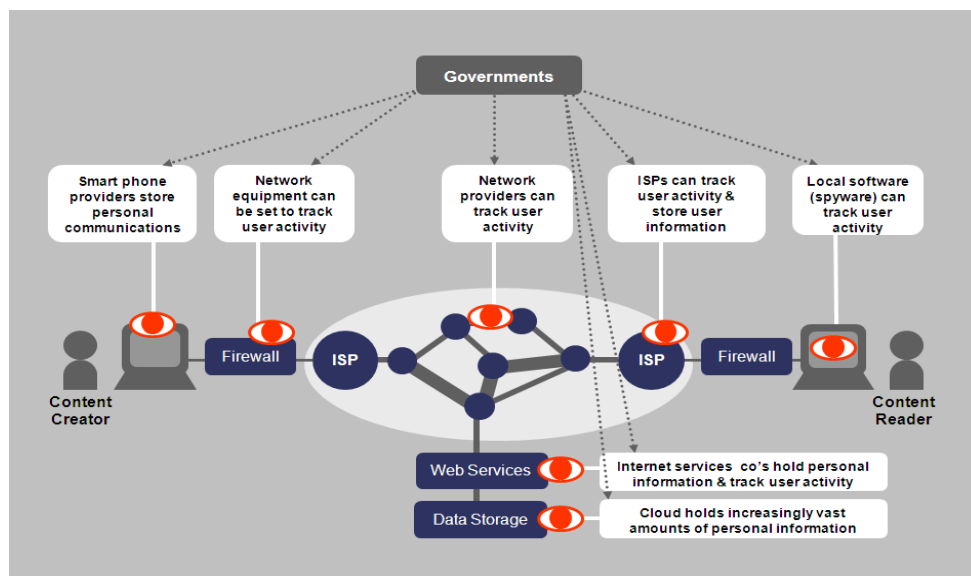 Governments
Smart phone
providers store
personal
communications
Network
equipment can
be set to track
user activity
Network
providers can
track user
activity
ISPs can track
user activity &
store user
information
Local software
(spyware) can
track user
activity
Firewall
ISP
ISP
Firewall
Content
Creator
Content
Reader
Web Services
Internet services co's hold personal
information & track user activity
Data Storage
Cloud holds increasingly vast
amounts of personal information